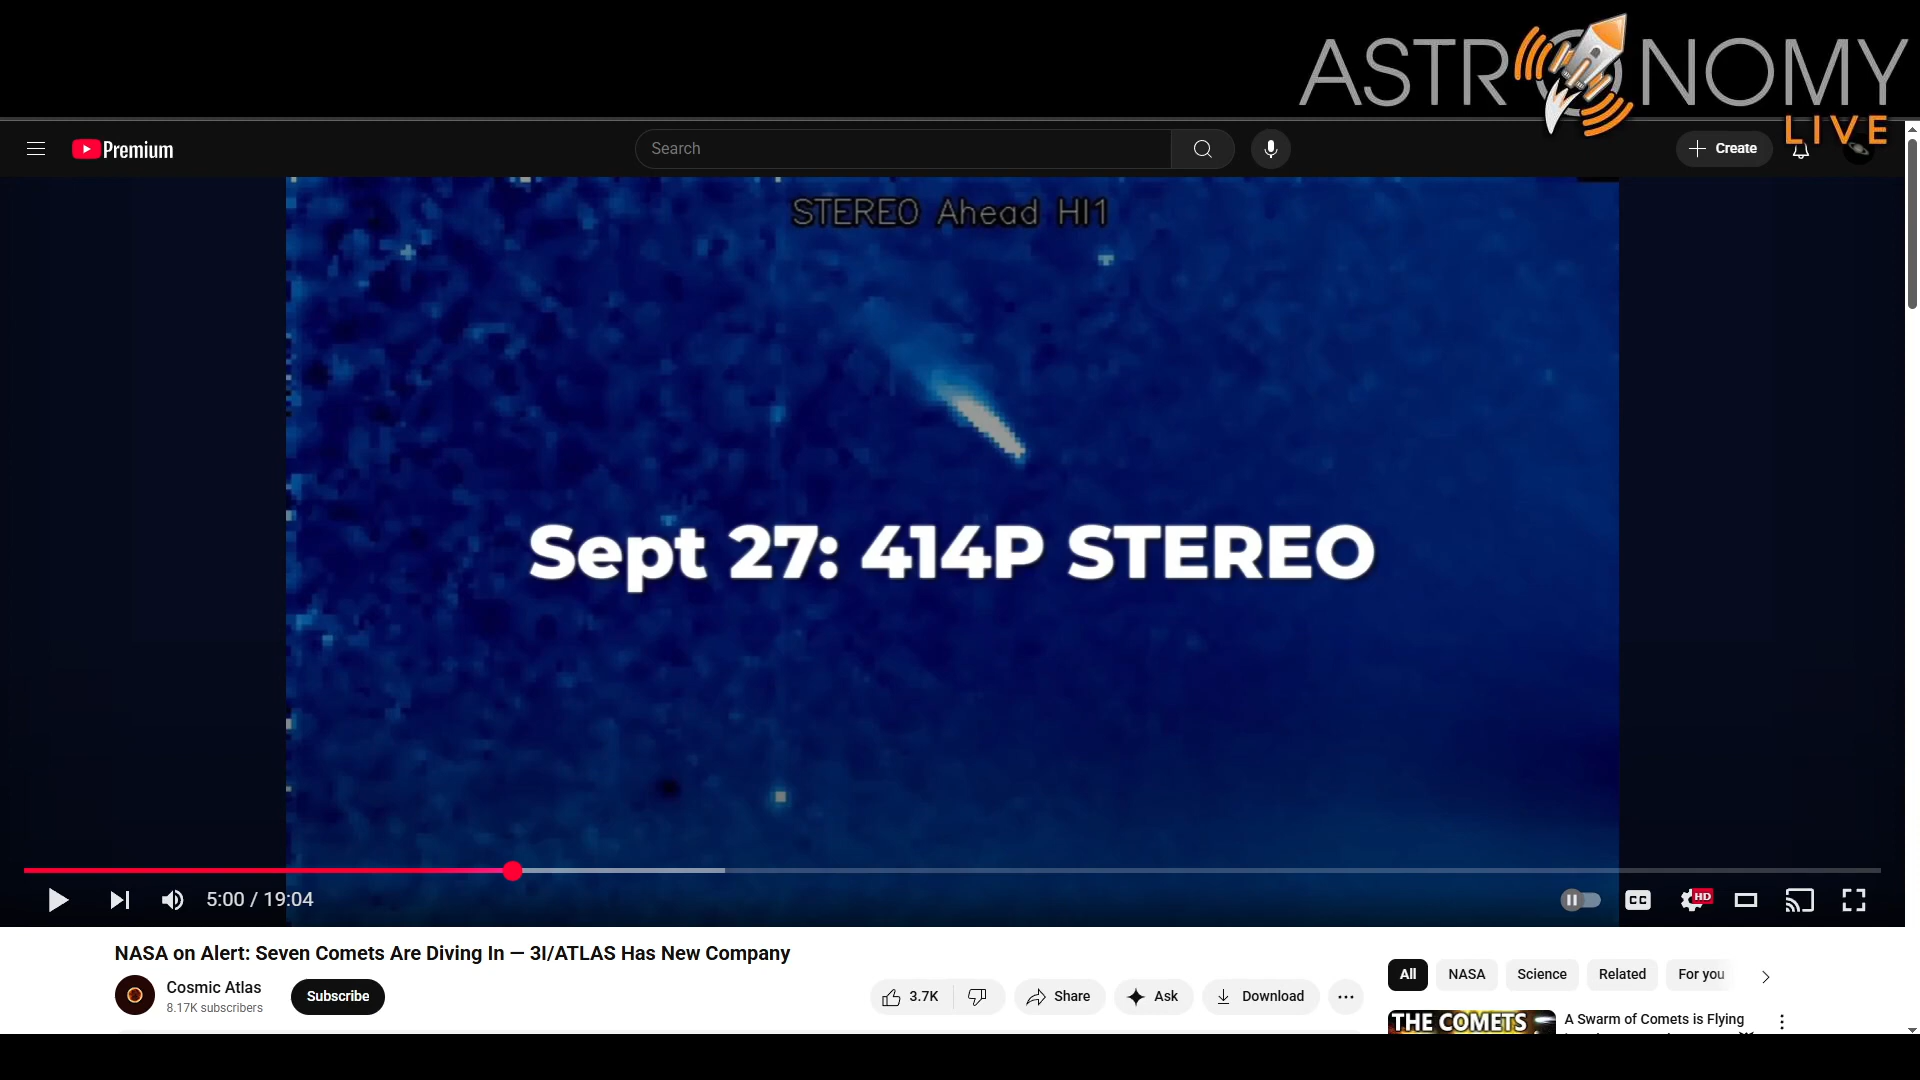 ASTRONOMY
LIVE
Premium
Search
Create
STEREO Ahead HI1
Sept 27: 414P STEREO
5:00 / 19:04
CC
HD
NASA on Alert: Seven Comets Are Diving In — 3I/ATLAS Has New Company
Cosmic Atlas
8.17K subscribers
Subscribe
3.7K
Share
Ask
Download
All
NASA
Science
Related
For you
THE COMETS
A Swarm of Comets is Flying